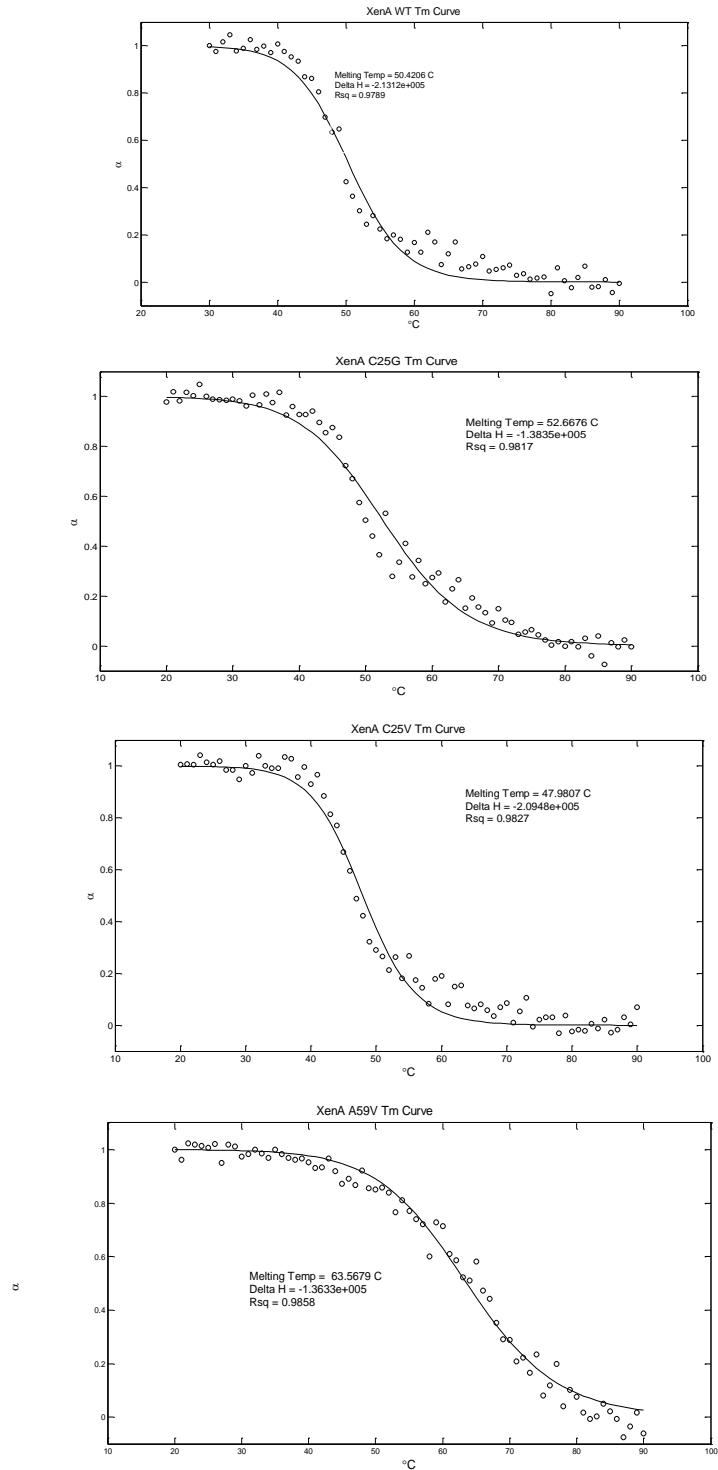 XenA WT Tm Curve
Melting Temp = 50.4206 C
Delta H = -2.1312e+005
Rsq = 0.9789
1
0.8
0.6
0.4
0.2
0
α
20 30 40 50 60 70 80 90 100
°C
XenA C25G Tm Curve
Melting Temp = 52.6676 C
Delta H = -1.3835e+005
Rsq = 0.9817
1
0.8
0.6
0.4
0.2
0
α
10 20 30 40 50 60 70 80 90 100
°C
XenA C25V Tm Curve
Melting Temp = 47.9807 C
Delta H = -2.0948e+005
Rsq = 0.9827
1
0.8
0.6
0.4
0.2
0
α
10 20 30 40 50 60 70 80 90 100
°C
XenA A59V Tm Curve
Melting Temp = 63.5679 C
Delta H = -1.3633e+005
Rsq = 0.9858
1
0.8
0.6
0.4
0.2
0
α
10 20 30 40 50 60 70 80 90 100
°C